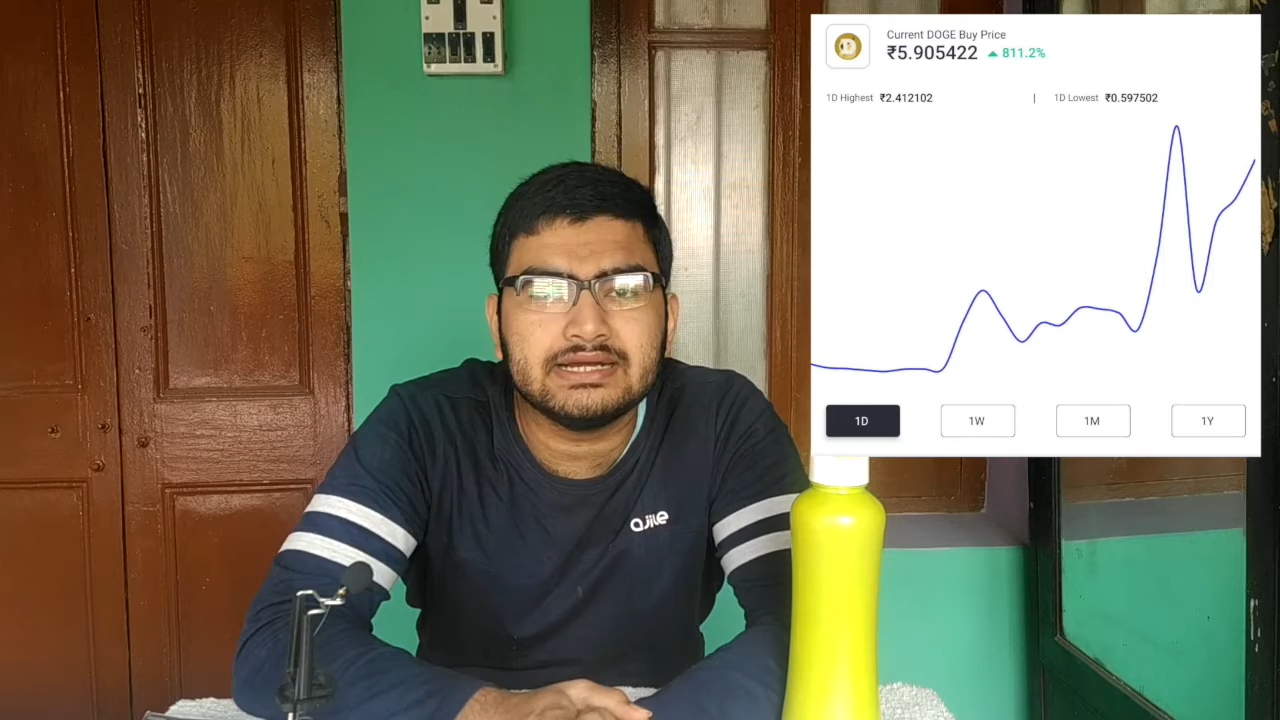 Current DOGE Buy Price
₹5.905422 ▲ 811.2%
1D Highest ₹2.412102 | 1D Lowest ₹0.597502
1D 1W 1M 1Y
ajile